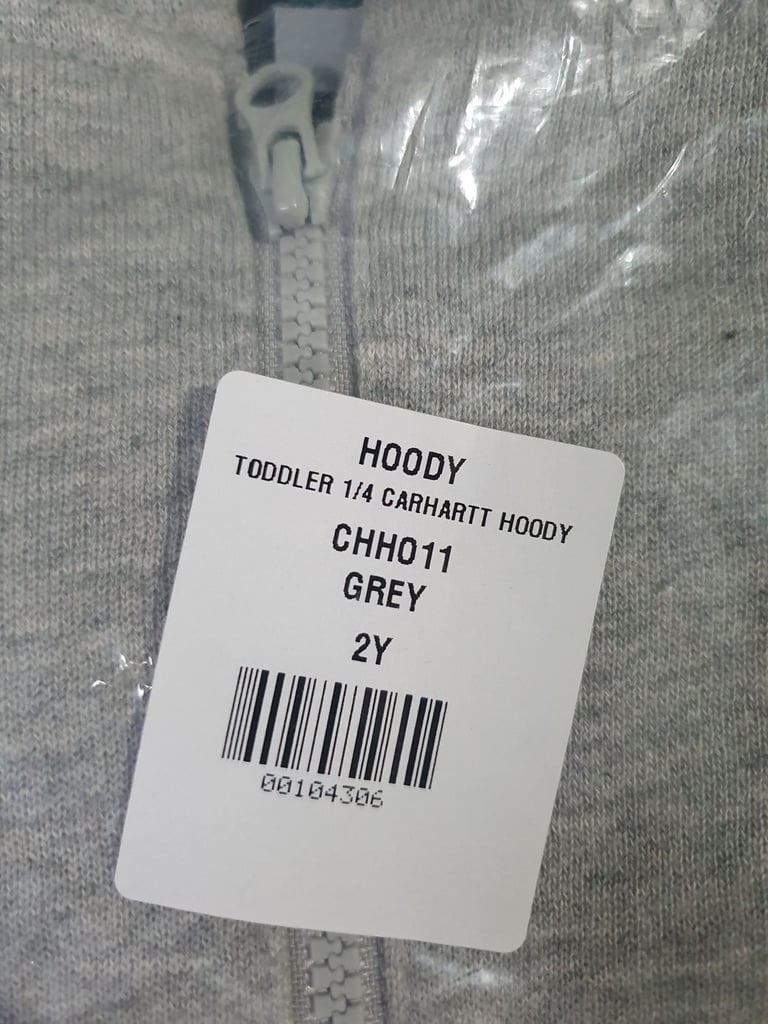 HOODY
TODDLER 1/4 CARHARTT HOODY
CHH011
GREY
2Y
00104306